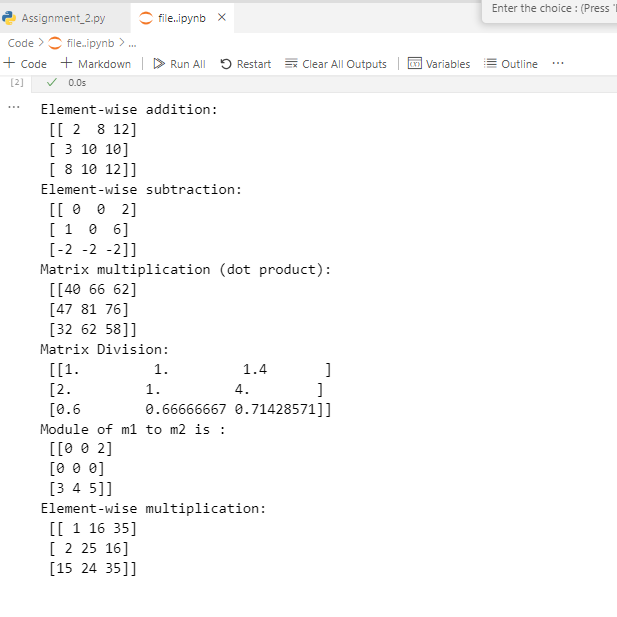 Enter the choice : (Press '
Assignment_2.py file..ipynb ×
Code > file..ipynb > ...
+ Code + Markdown | Run All Restart Clear All Outputs | Variables Outline ...
[2] ✓ 0.0s
... Element-wise addition:
[[ 2  8 12]
[ 3 10 10]
[ 8 10 12]]
Element-wise subtraction:
[[ 0  0  2]
[ 1  0  6]
[-2 -2 -2]]
Matrix multiplication (dot product):
[[40 66 62]
[47 81 76]
[32 62 58]]
Matrix Division:
[[1.         1.         1.4       ]
[2.         1.         4.        ]
[0.6        0.66666667 0.71428571]]
Module of m1 to m2 is :
[[0 0 2]
[0 0 0]
[3 4 5]]
Element-wise multiplication:
[[ 1 16 35]
[ 2 25 16]
[15 24 35]]